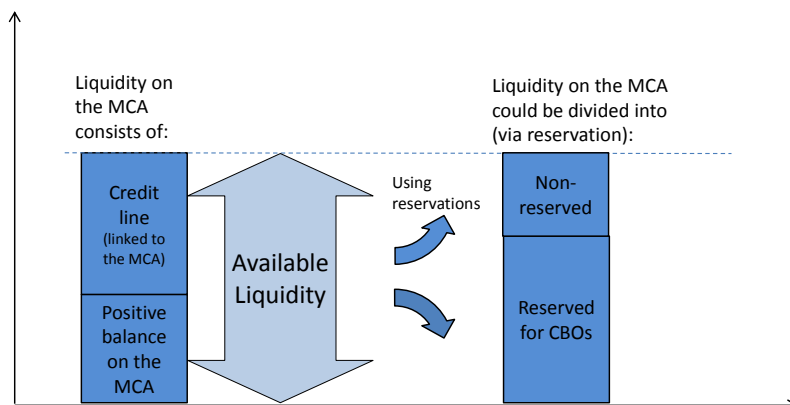 Liquidity on
the MCA
consists of:
Credit
line
(linked to
the MCA)
Positive
balance
on the
MCA
Available
Liquidity
Using
reservations
Liquidity on the MCA
could be divided into
(via reservation):
Non-
reserved
Reserved
for CBOs